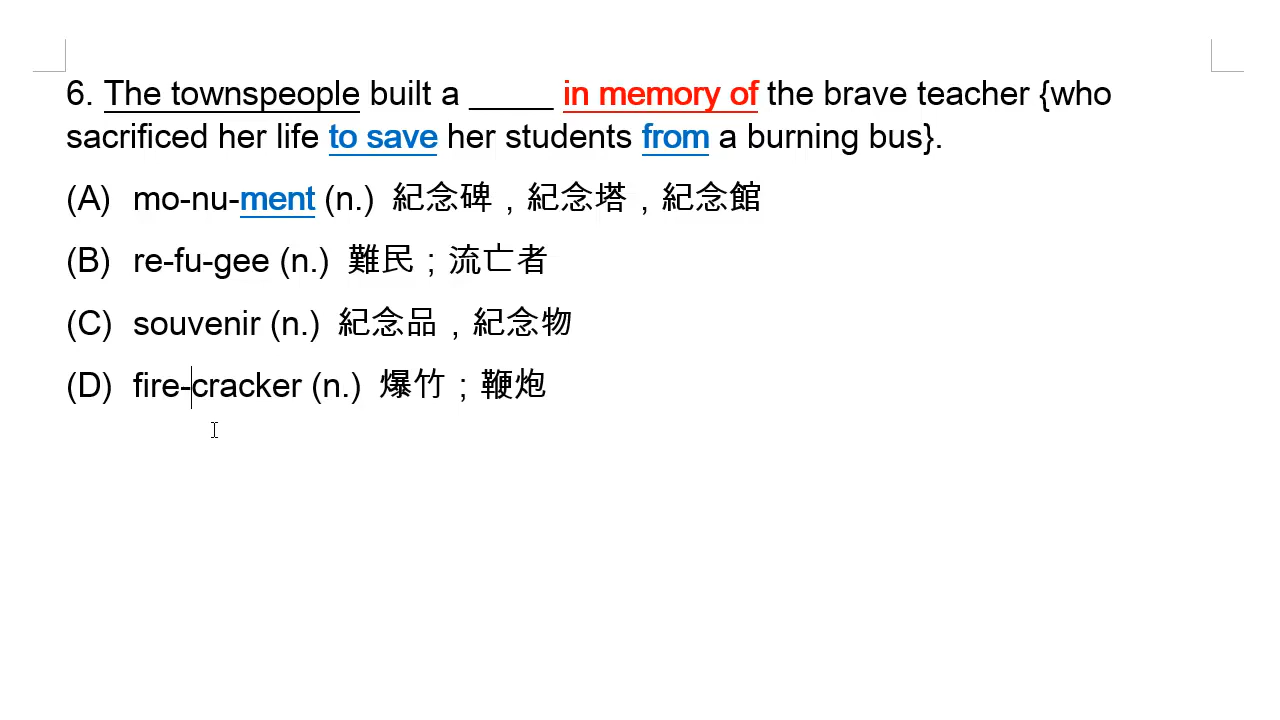 6. The townspeople built a _____ in memory of the brave teacher {who
sacrificed her life to save her students from a burning bus}.
(A) mo-nu-ment (n.) 紀念碑，紀念塔，紀念館
(B) re-fu-gee (n.) 難民；流亡者
(C) souvenir (n.) 紀念品，紀念物
(D) fire-cracker (n.) 爆竹；鞭炮